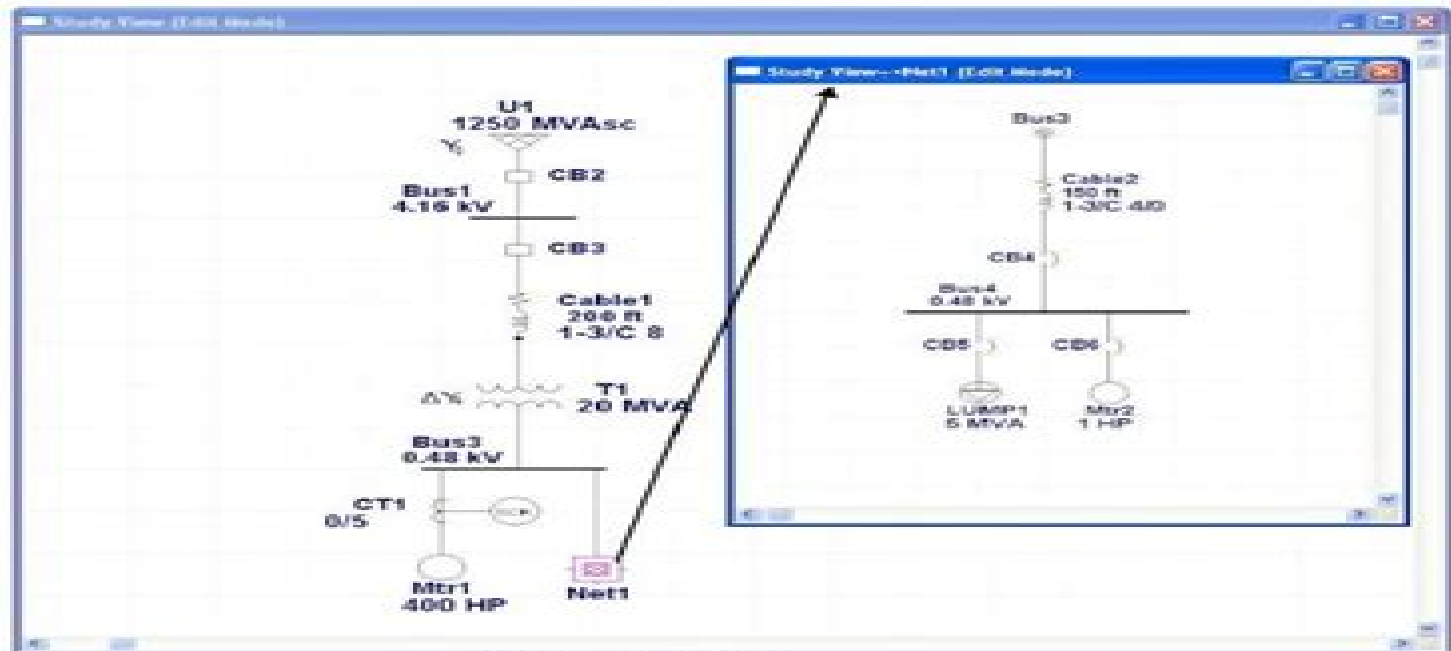 Study View (Edit Mode)
U1
1250 MVAsc
CB2
Bus1
4.16 kV
CB3
Cable1
200 ft
1-3/C 8
T1
20 MVA
Bus3
0.48 kV
CT1
0/5
Mtr1
400 HP
Net1
Study View-->Net1 (Edit Mode)
Bus3
Cable2
150 ft
1-3/C 4/0
CB4
Bus4
0.48 kV
CB5
CB6
LUMP1
5 MVA
Mtr2
1 HP